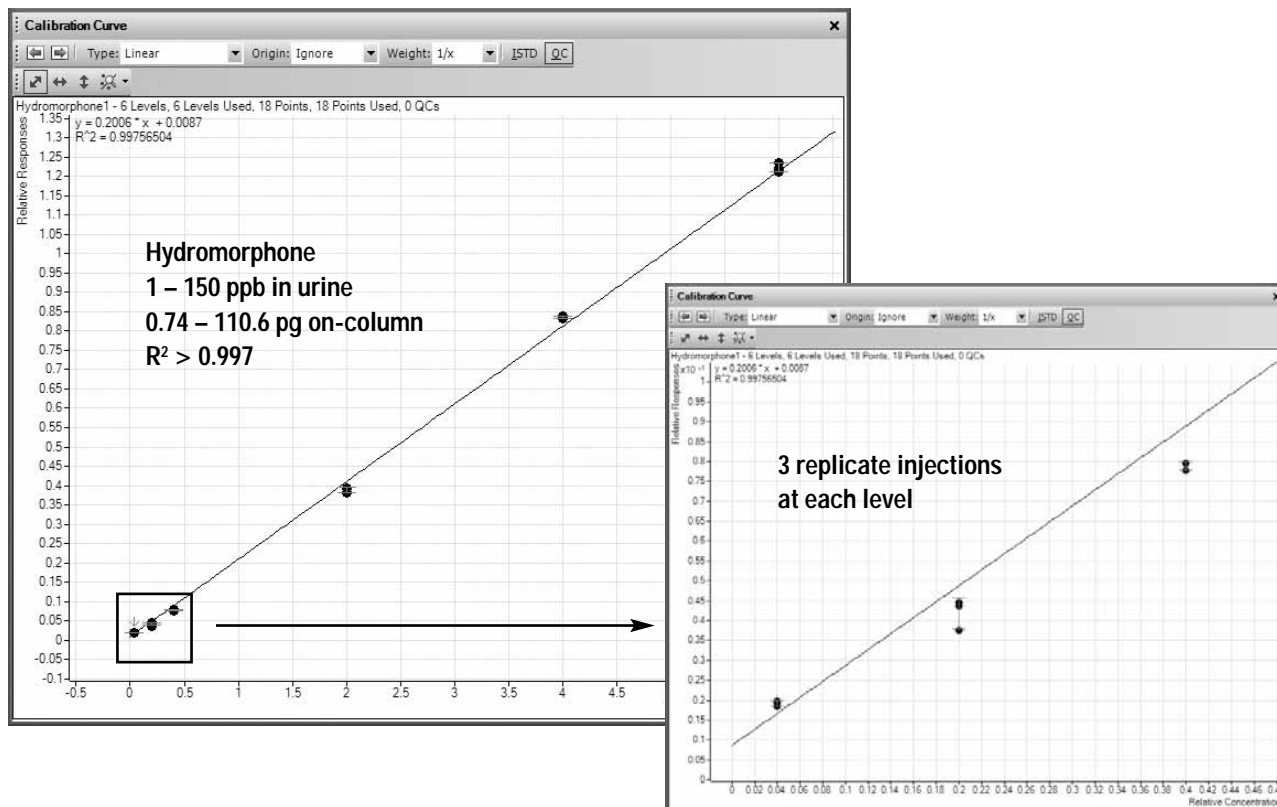 Calibration Curve
Type: Linear Origin: Ignore Weight: 1/x ISTD QC
Hydromorphone1 - 6 Levels, 6 Levels Used, 18 Points, 18 Points Used, 0 QCs
Relative Responses
y = 0.2006 * x + 0.0087
R^2 = 0.99756504
1.35
1.3
1.25
1.2
1.15
1.1
1.05
1
0.95
0.9
0.85
0.8
0.75
0.7
0.65
0.6
0.55
0.5
0.45
0.4
0.35
0.3
0.25
0.2
0.15
0.1
0.05
0
-0.05
-0.1
-0.5 0 0.5 1 1.5 2 2.5 3 3.5 4 4.5
Hydromorphone
1 – 150 ppb in urine
0.74 – 110.6 pg on-column
R² > 0.997
Calibration Curve
Type: Linear Origin: Ignore Weight: 1/x ISTD QC
Hydromorphone1 - 6 Levels, 6 Levels Used, 18 Points, 18 Points Used, 0 QCs
Relative Responses
x10 -1
y = 0.2006 * x + 0.0087
R^2 = 0.99756504
1
0.95
0.9
0.85
0.8
0.75
0.7
0.65
0.6
0.55
0.5
0.45
0.4
0.35
0.3
0.25
0.2
0.15
0.1
0.05
0
0 0.02 0.04 0.06 0.08 0.1 0.12 0.14 0.16 0.18 0.2 0.22 0.24 0.26 0.28 0.3 0.32 0.34 0.36 0.38 0.4 0.42 0.44 0.46
Relative Concentration
3 replicate injections
at each level